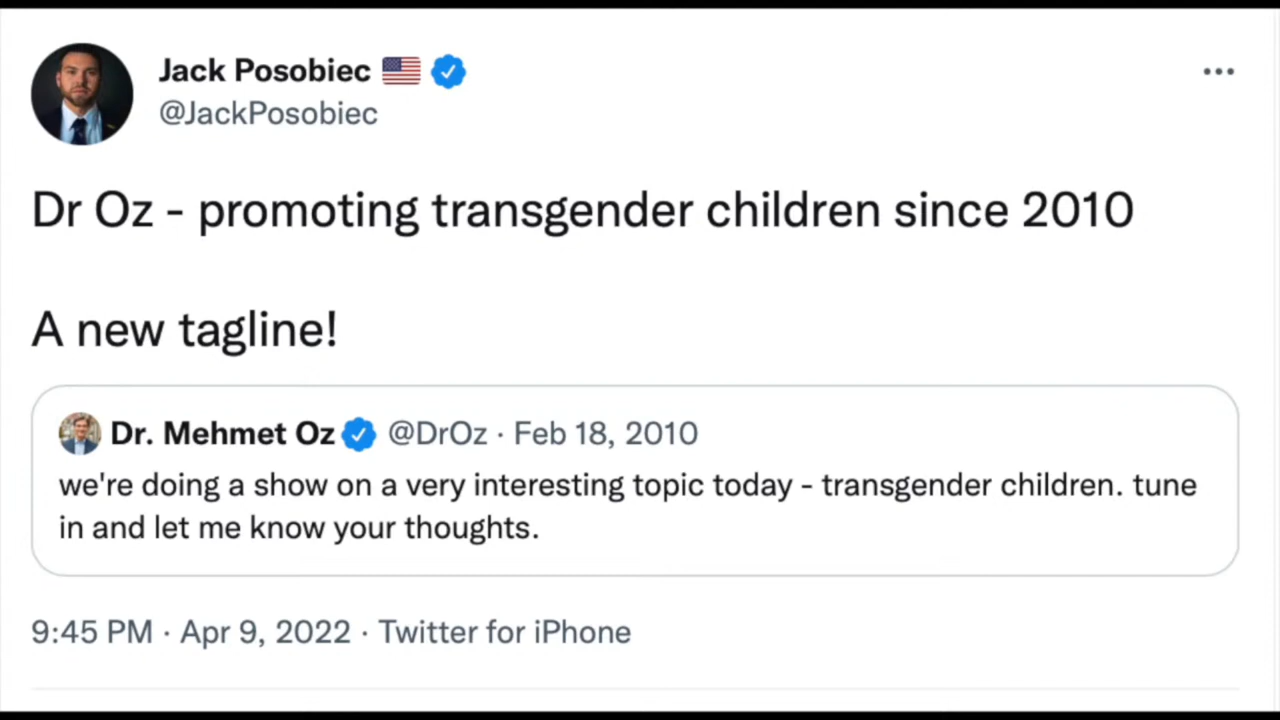 Jack Posobiec 🇺🇸
@JackPosobiec
Dr Oz - promoting transgender children since 2010
A new tagline!
Dr. Mehmet Oz @DrOz · Feb 18, 2010
we're doing a show on a very interesting topic today - transgender children. tune
in and let me know your thoughts.
9:45 PM · Apr 9, 2022 · Twitter for iPhone